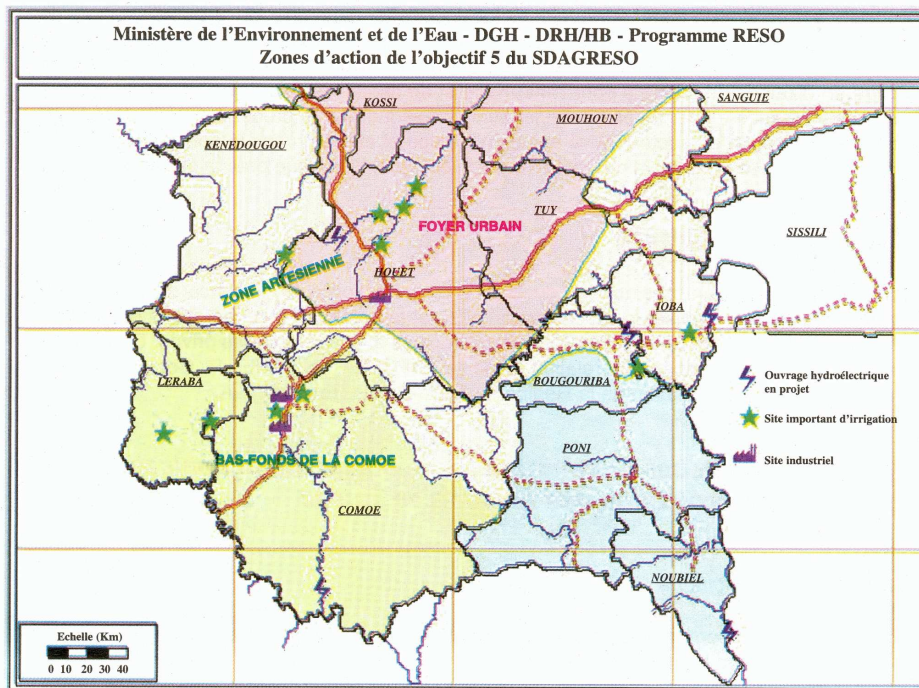 Ministère de l'Environnement et de l'Eau - DGH - DRH/HB - Programme RESO
Zones d'action de l'objectif 5 du SDAGRESO
KOSSI
SANGUIE
MOUHOUN
KENEDOUGOU
TUY
FOYER URBAIN
SISSILI
ZONE ARTESIENNE
HOUET
IOBA
LERABA
BOUGOURIBA
Ouvrage hydroélectrique
en projet
Site important d'irrigation
PONI
BAS-FONDS DE LA COMOE
Site industriel
COMOE
NOUBIEL
Echelle (Km)
0 10 20 30 40